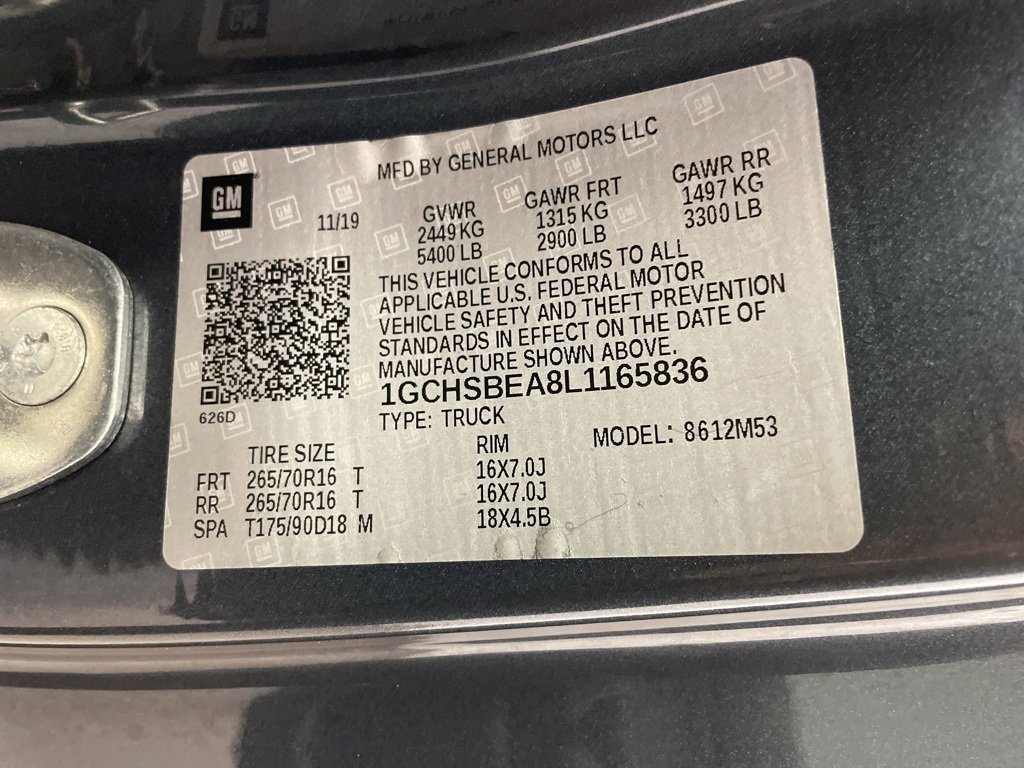 MFD BY GENERAL MOTORS LLC
GM
11/19
GVWR
2449 KG
5400 LB
GAWR FRT
1315 KG
2900 LB
GAWR RR
1497 KG
3300 LB
THIS VEHICLE CONFORMS TO ALL
APPLICABLE U.S. FEDERAL MOTOR
VEHICLE SAFETY AND THEFT PREVENTION
STANDARDS IN EFFECT ON THE DATE OF
MANUFACTURE SHOWN ABOVE.
1GCHSBEA8L1165836
626D
TYPE: TRUCK
MODEL: 8612M53
TIRE SIZE RIM
FRT 265/70R16 T 16X7.0J
RR 265/70R16 T 16X7.0J
SPA T175/90D18 M 18X4.5B